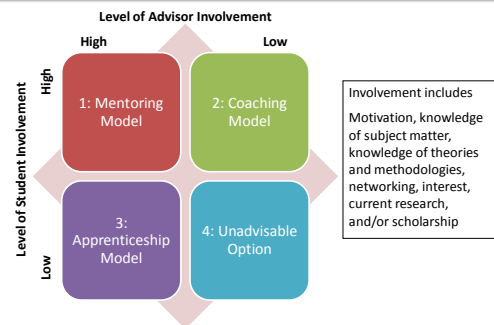 Level of Advisor Involvement
High
Low
Level of Student Involvement
High
Low
1: Mentoring
Model
2: Coaching
Model
3:
Apprenticeship
Model
4: Unadvisable
Option
Involvement includes
Motivation, knowledge
of subject matter,
knowledge of theories
and methodologies,
networking, interest,
current research,
and/or scholarship